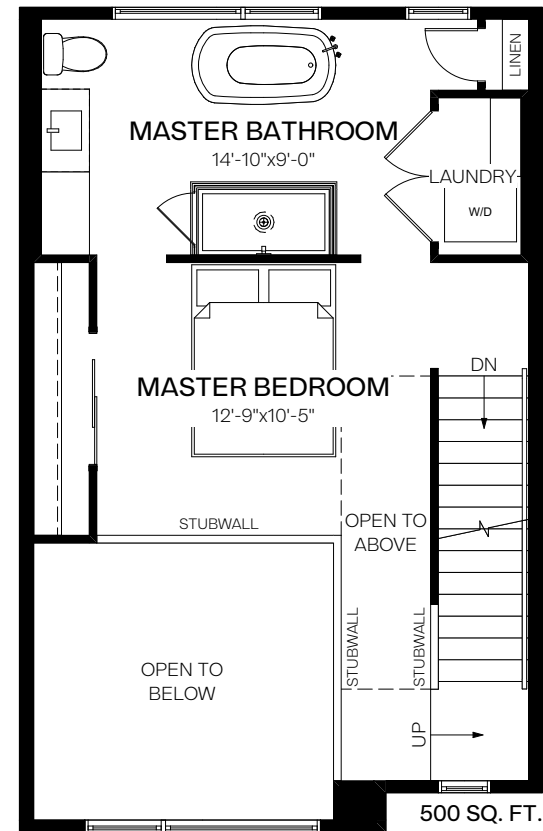 LINEN
MASTER BATHROOM
14'-10"x9'-0"
LAUNDRY
W/D
DN
MASTER BEDROOM
12'-9"x10'-5"
STUBWALL
OPEN TO
ABOVE
STUBWALL
STUBWALL
OPEN TO
BELOW
UP
500 SQ. FT.